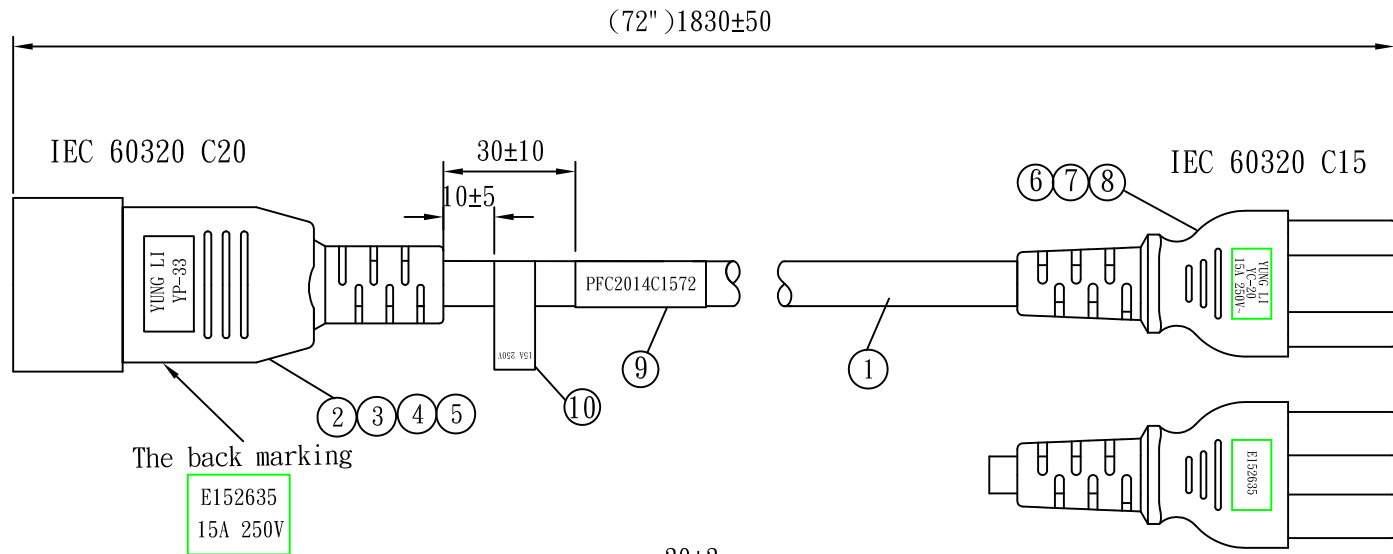 (72")1830±50
IEC 60320 C20
30±10
IEC 60320 C15
10±5
6 7 8
YUNG LI
YP-33
PFC2014C1572
YUNG LI
YC-20
15A 250V~
15A 250V
9
1
2 3 4 5
10
The back marking
E152635
15A 250V
E152635